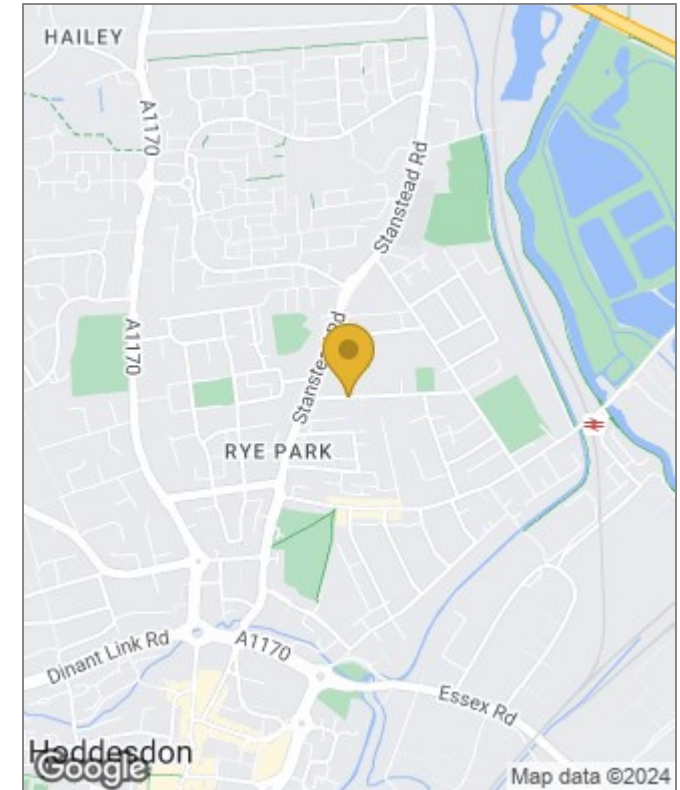 HAILEY
A1170
Stanstead Rd
A1170
Stanstead Rd
RYE PARK
Dinant Link Rd
A1170
Essex Rd
Hoddesdon
Google
Map data ©2024